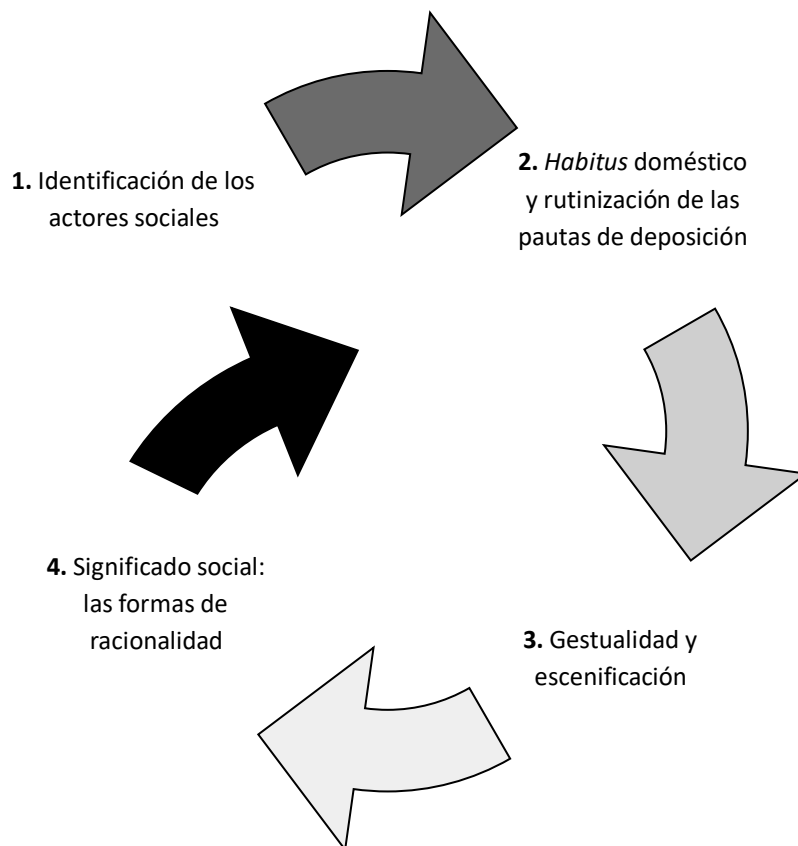 1. Identificación de los
actores sociales
2. Habitus doméstico
y rutinización de las
pautas de deposición
3. Gestualidad y
escenificación
4. Significado social:
las formas de
racionalidad